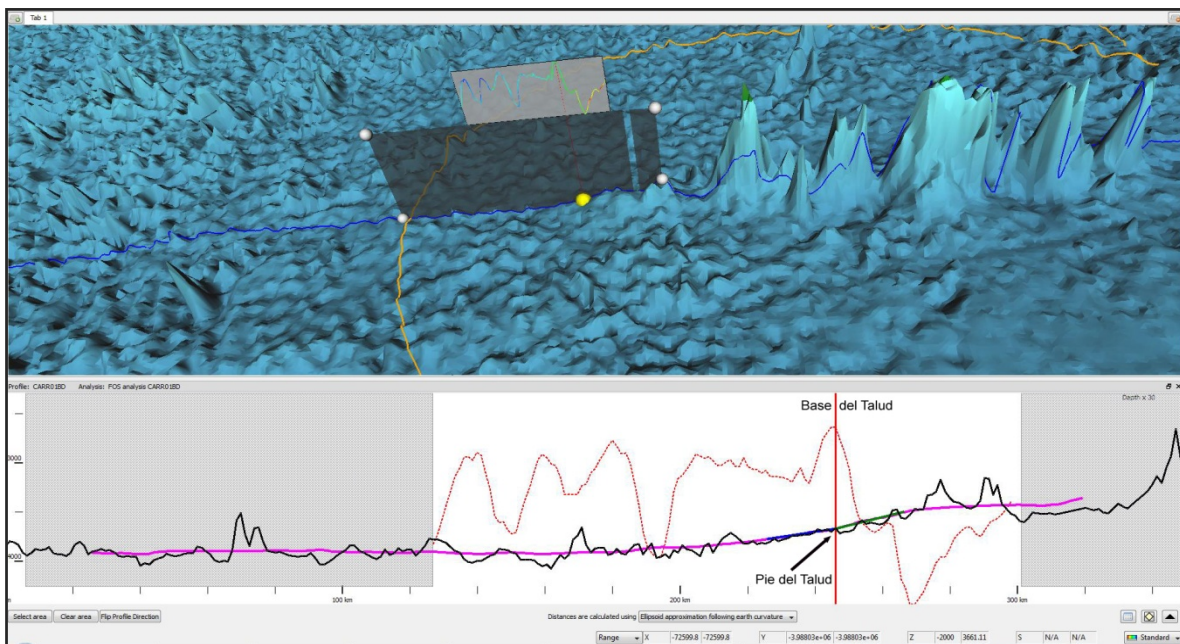 Tab 1
Profile: CARR01BD Analysis: FOS analysis CARR01BD
Depth x 30
Base del Talud
Pie del Talud
100 km
200 km
300 km
Select area Clear area Flip Profile Direction
Distances are calculated using Ellipsoid approximation following earth curvature
Range X -72599.8 -72599.8 Y -3.98803e+06 -3.98803e+06 Z -2000 3661.11 S N/A N/A Standard